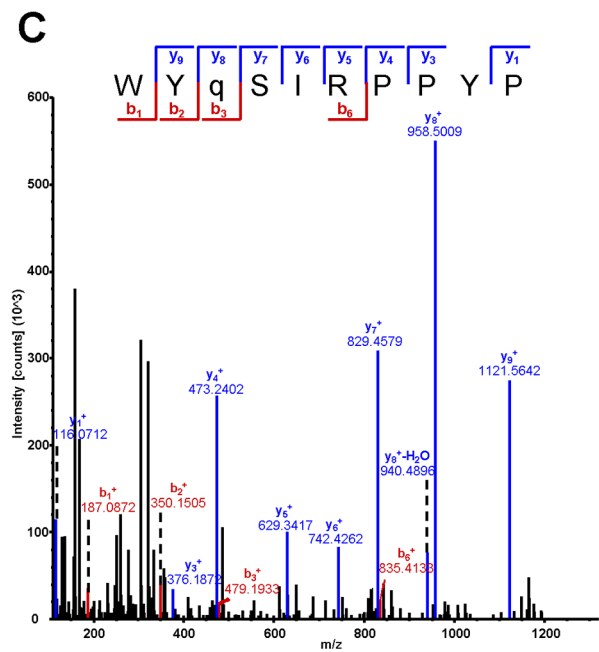 C
y9 y8 y7 y6 y5 y4 y3 y1
W Y q S I R P P Y P
b1 b2 b3 b6
600
500
400
300
200
100
0
Intensity [counts] (10^3)
y1+
116.0712
b1+
187.0872
b2+
350.1505
y3+
376.1872
y4+
473.2402
b3+
479.1933
y5+
629.3417
y6+
742.4262
y7+
829.4579
b6+
835.4133
y8+-H2O
940.4896
y8+
958.5009
y9+
1121.5642
200 400 600 800 1000 1200
m/z